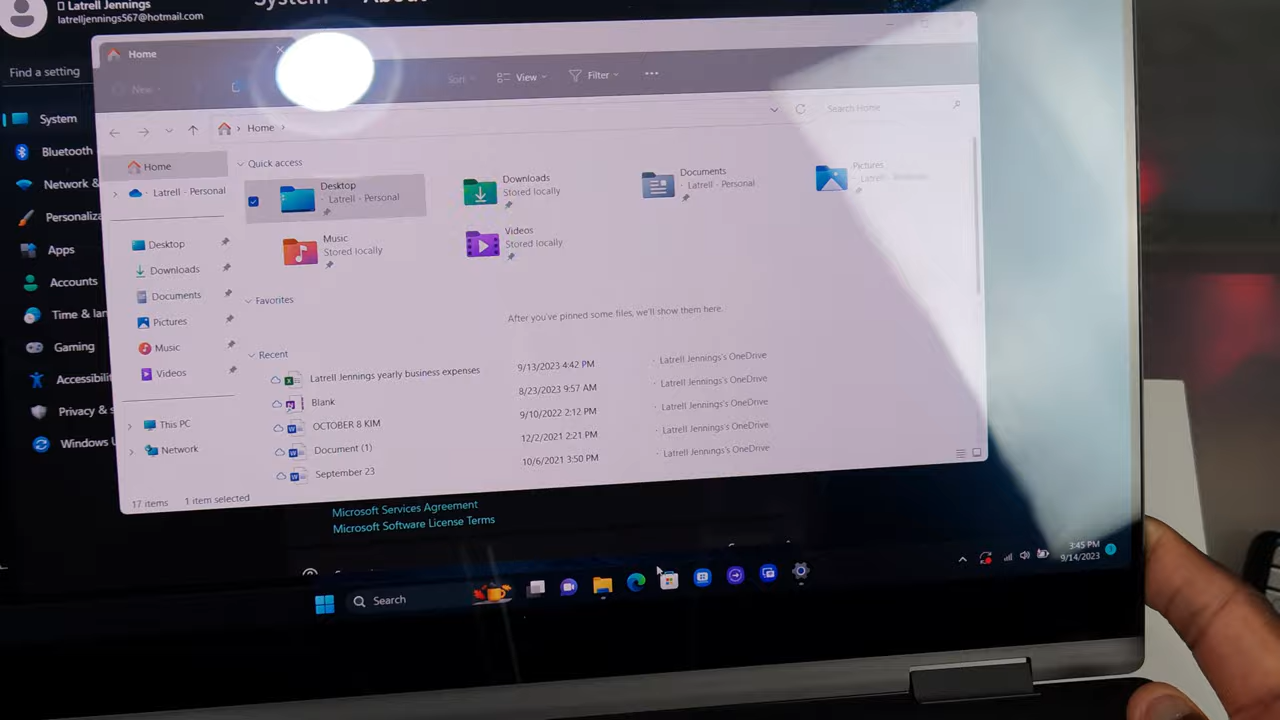 Latrell Jennings
latrelljennings567@hotmail.com
System
About
Find a setting
System
Bluetooth
Network &
Personaliza
Apps
Accounts
Time & lan
Gaming
Accessibili
Privacy & s
Windows U
Home
New
Sort
View
Filter
Home
Search Home
Home
Latrell - Personal
Desktop
Downloads
Documents
Pictures
Music
Videos
This PC
Network
Quick access
Desktop
Latrell - Personal
Downloads
Stored locally
Documents
Latrell - Personal
Pictures
Latrell
Music
Stored locally
Videos
Stored locally
Favorites
After you've pinned some files, we'll show them here.
Recent
Latrell Jennings yearly business expenses 9/13/2023 4:42 PM Latrell Jennings's OneDrive
Blank 8/23/2023 9:57 AM Latrell Jennings's OneDrive
OCTOBER 8 KIM 9/10/2022 2:12 PM Latrell Jennings's OneDrive
Document (1) 12/2/2021 2:21 PM Latrell Jennings's OneDrive
September 23 10/6/2021 3:50 PM Latrell Jennings's OneDrive
17 items 1 item selected
Microsoft Services Agreement
Microsoft Software License Terms
Search
3:45 PM
9/14/2023